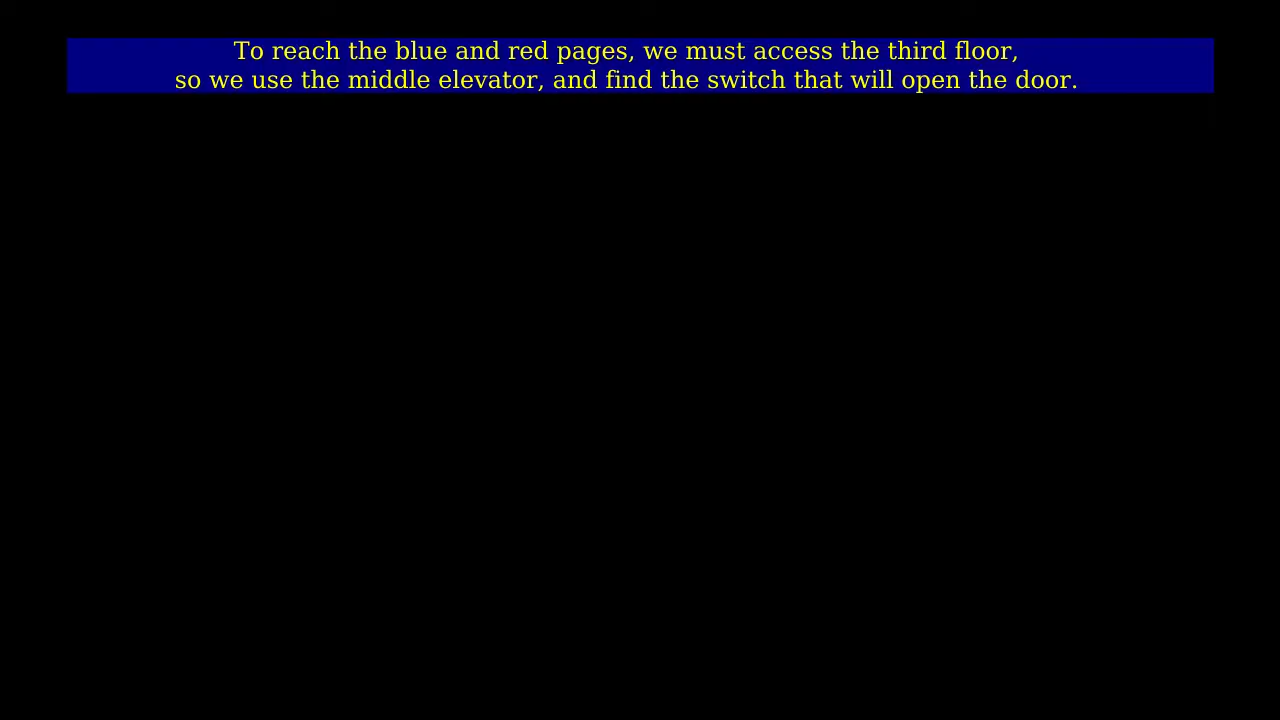 To reach the blue and red pages, we must access the third floor,
so we use the middle elevator, and find the switch that will open the door.